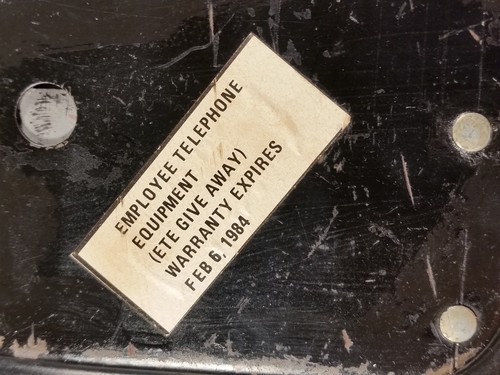 EMPLOYEE TELEPHONE
EQUIPMENT
(ETE GIVE AWAY)
WARRANTY EXPIRES
FEB 6, 1984